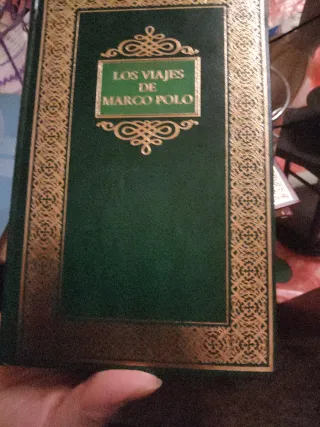 LOS VIAJES
DE
MARCO POLO